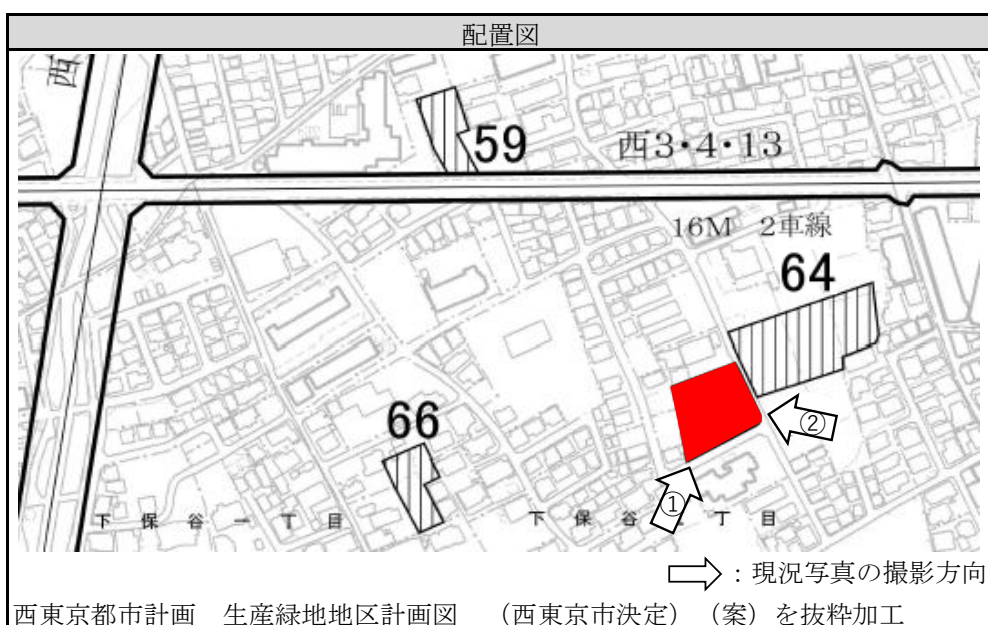 配置図
西
59
西3・4・13
16M 2車線
64
66
②
①
下保谷一丁目
下保谷 丁目
：現況写真の撮影方向
西東京都市計画 生産緑地地区計画図 （西東京市決定）（案）を抜粋加工